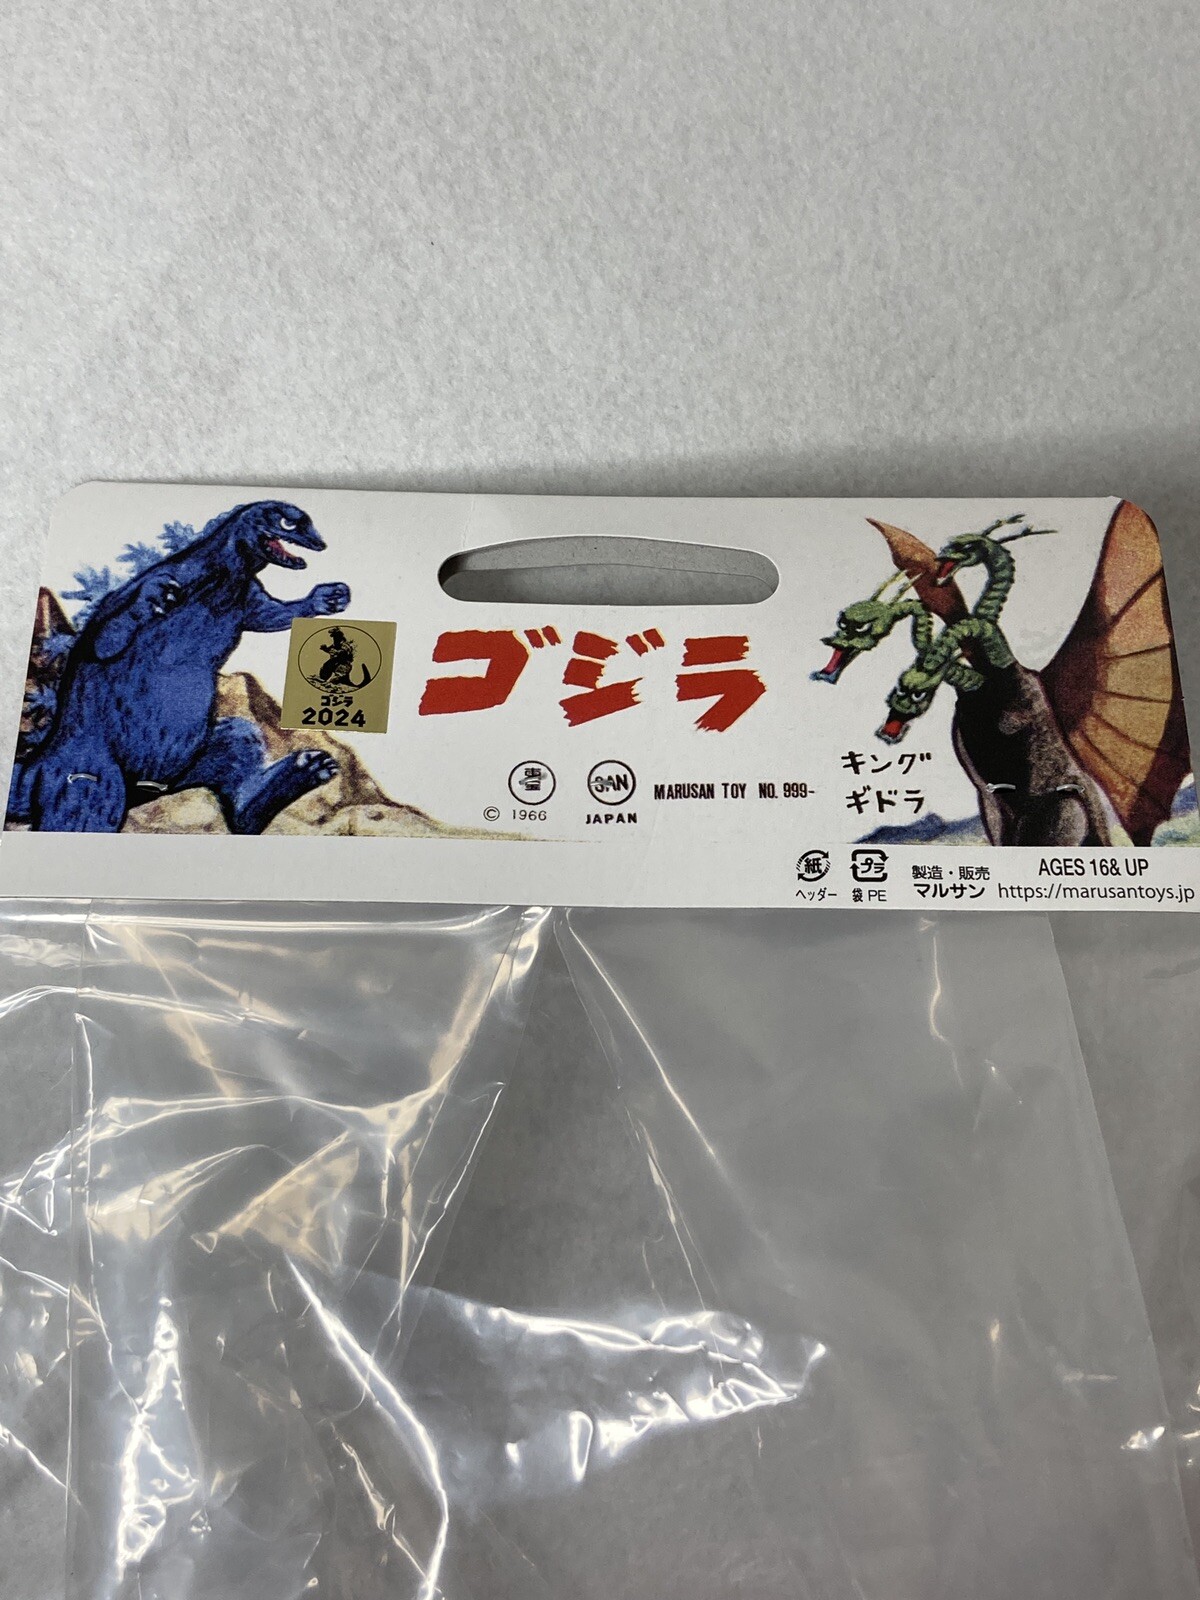 ゴジラ
ゴジラ
2024
© 1966
SAN
JAPAN
MARUSAN TOY NO. 999-
キング
ギドラ
紙
ヘッダー
プラ
袋 PE
製造・販売
マルサン
AGES 16& UP
https://marusantoys.jp